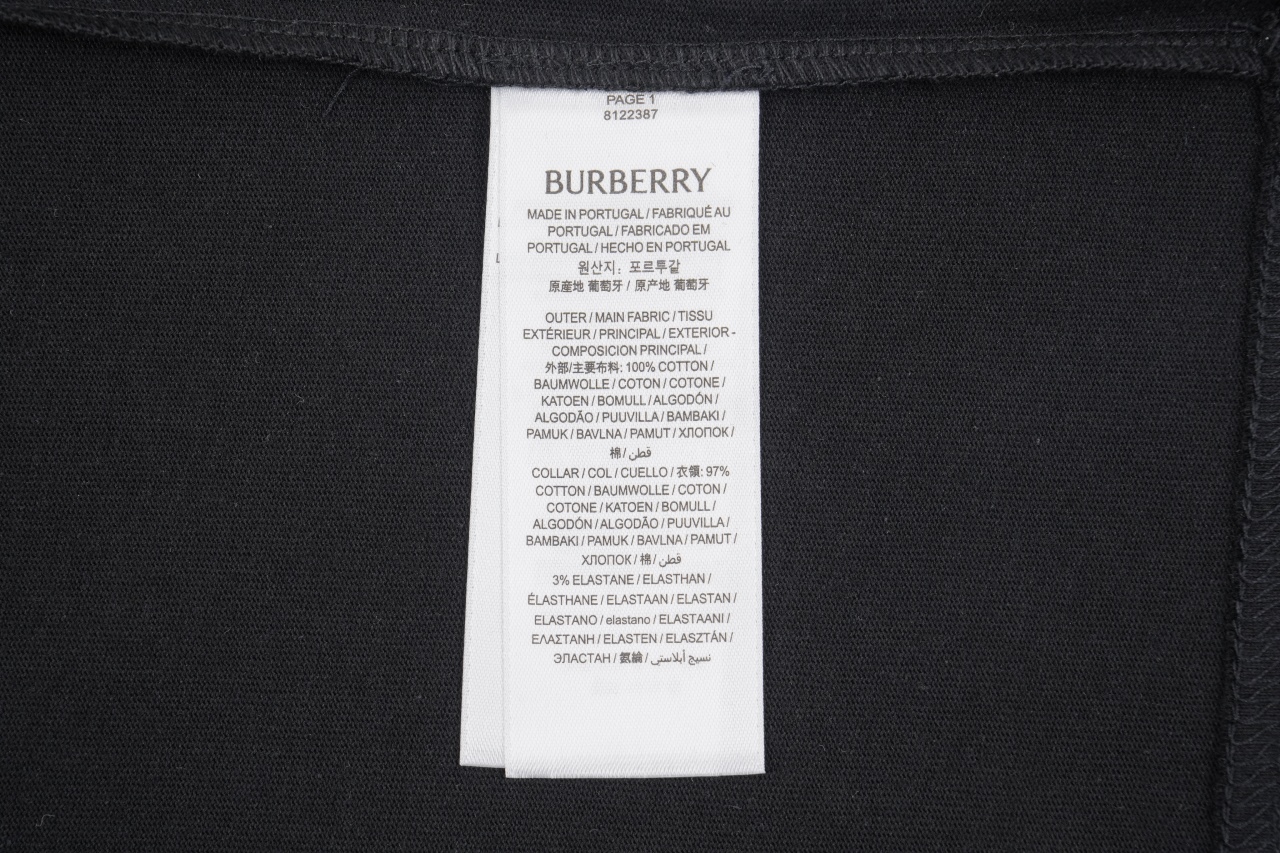 PAGE 1
8122387
BURBERRY
MADE IN PORTUGAL / FABRIQUÉ AU
PORTUGAL / FABRICADO EM
PORTUGAL / HECHO EN PORTUGAL
원산지: 포르투갈
原産地 葡萄牙 / 原产地 葡萄牙
OUTER / MAIN FABRIC / TISSU
EXTÉRIEUR / PRINCIPAL / EXTERIOR -
COMPOSICION PRINCIPAL /
外部/主要布料: 100% COTTON /
BAUMWOLLE / COTON / COTONE /
KATOEN / BOMULL / ALGODÓN /
ALGODÃO / PUUVILLA / BAMBAKI /
PAMUK / BAVLNA / PAMUT / ХЛОПОК /
棉 / قطن
COLLAR / COL / CUELLO / 衣領: 97%
COTTON / BAUMWOLLE / COTON /
COTONE / KATOEN / BOMULL /
ALGODÓN / ALGODÃO / PUUVILLA /
BAMBAKI / PAMUK / BAVLNA / PAMUT /
ХЛОПОК / 棉 / قطن
3% ELASTANE / ELASTHAN /
ÉLASTHANE / ELASTAAN / ELASTAN /
ELASTANO / elastano / ELASTAANI /
ΕΛΑΣΤΑΝΗ / ELASTEN / ELASZTÁN /
ЭЛАСТАН / 氨綸 / نسيج أيلاستي